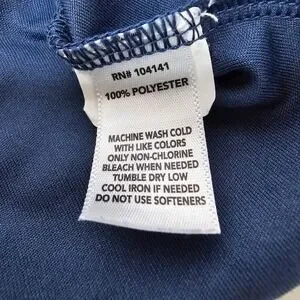 RN# 104141
100% POLYESTER
MACHINE WASH COLD
WITH LIKE COLORS
ONLY NON-CHLORINE
BLEACH WHEN NEEDED
TUMBLE DRY LOW
COOL IRON IF NEEDED
DO NOT USE SOFTENERS